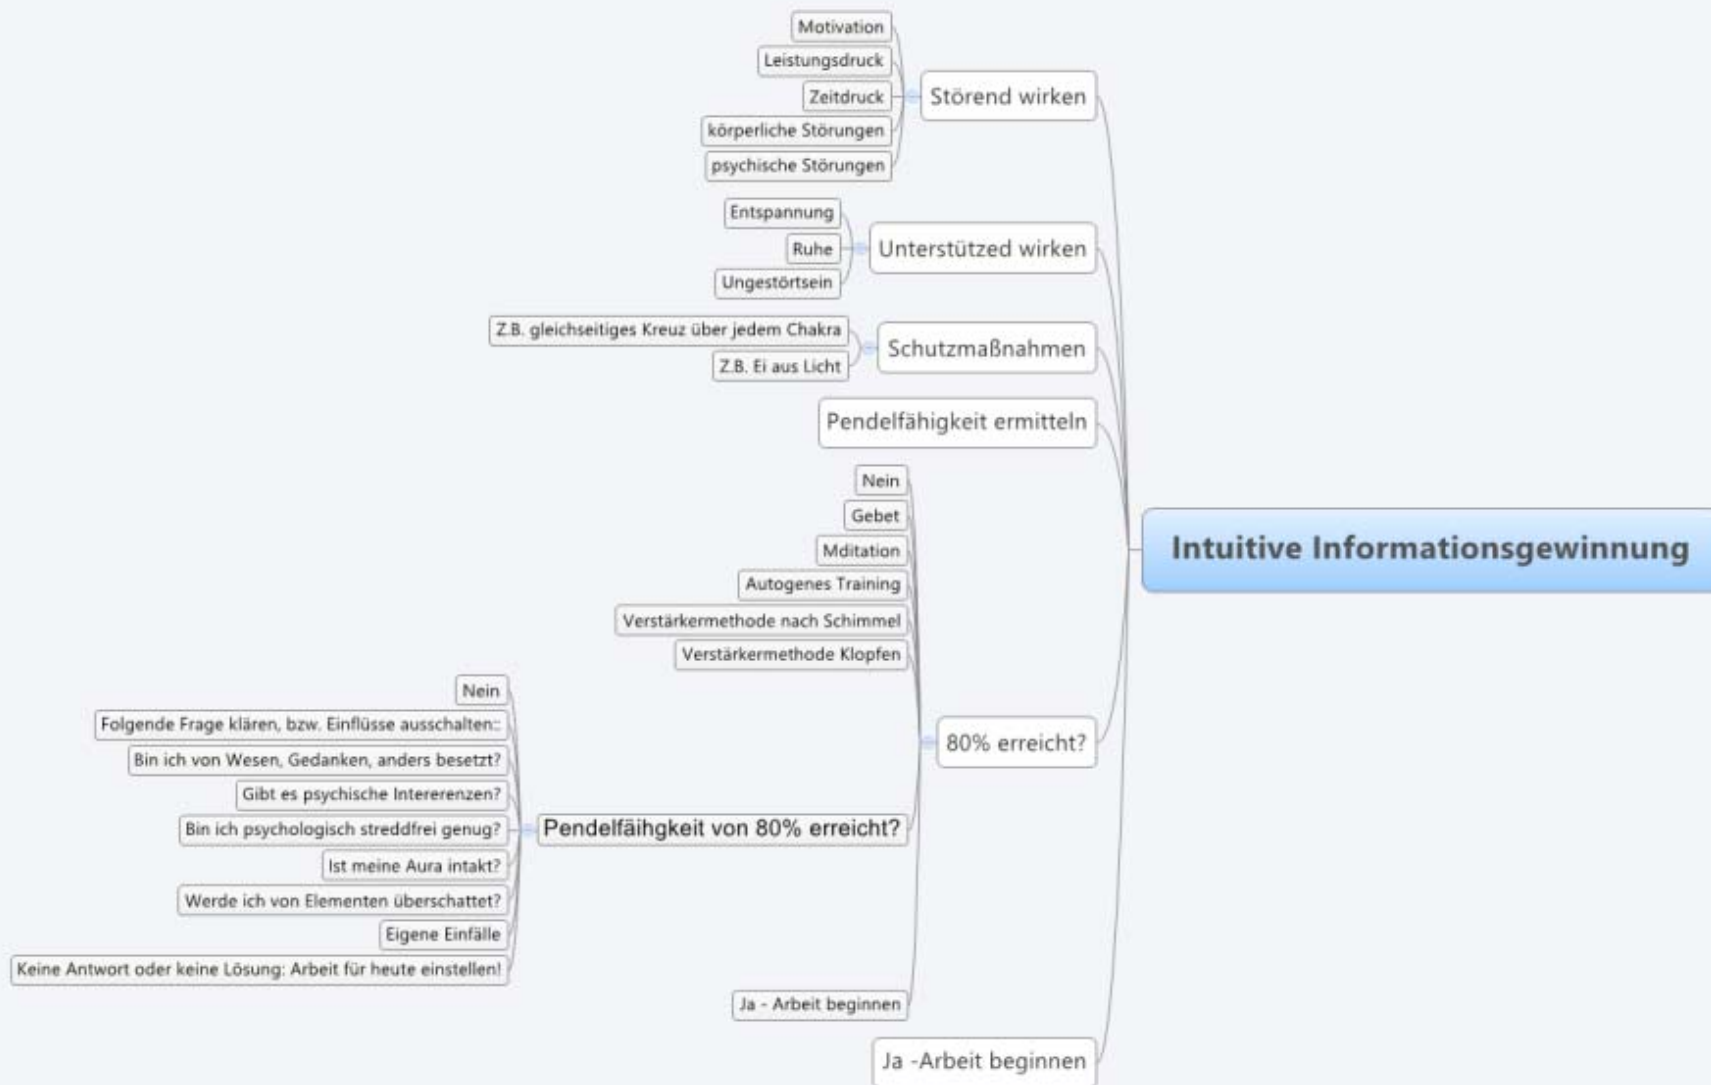 Motivation
Leistungsdruck
Zeitdruck
körperliche Störungen
psychische Störungen
Störend wirken
Entspannung
Ruhe
Ungestörtsein
Unterstützed wirken
Z.B. gleichseitiges Kreuz über jedem Chakra
Z.B. Ei aus Licht
Schutzmaßnahmen
Pendelfähigkeit ermitteln
Nein
Gebet
Mditation
Autogenes Training
Verstärkermethode nach Schimmel
Verstärkermethode Klopfen
Nein
Folgende Frage klären, bzw. Einflüsse ausschalten::
Bin ich von Wesen, Gedanken, anders besetzt?
Gibt es psychische Intererenzen?
Bin ich psychologisch streddfrei genug?
Ist meine Aura intakt?
Werde ich von Elementen überschattet?
Eigene Einfälle
Keine Antwort oder keine Lösung: Arbeit für heute einstellen!
Pendelfäihgkeit von 80% erreicht?
Ja - Arbeit beginnen
80% erreicht?
Ja -Arbeit beginnen
Intuitive Informationsgewinnung